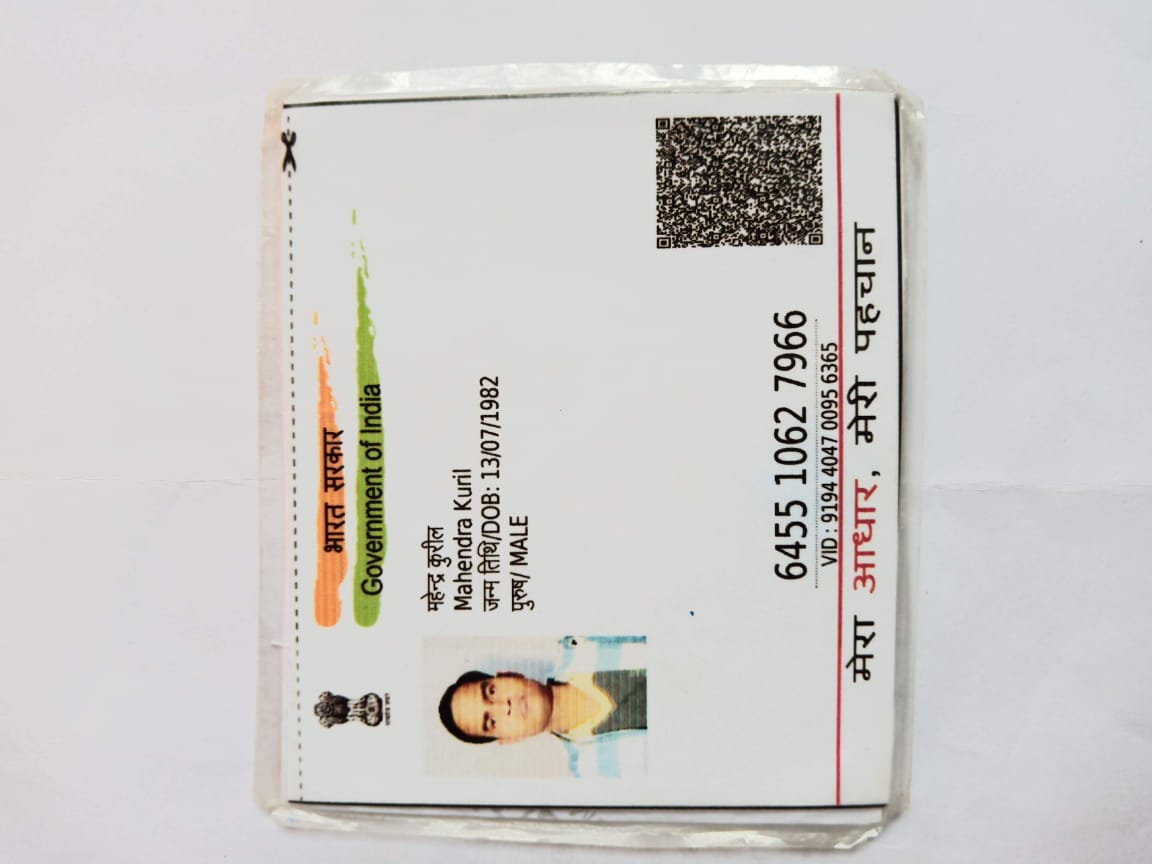 भारत सरकार
Government of India
महेन्द्र कुरील
Mahendra Kuril
जन्म तिथि/DOB: 13/07/1982
पुरुष/ MALE
6455 1062 7966
VID : 9194 4047 0095 6365
मेरा आधार, मेरी पहचान